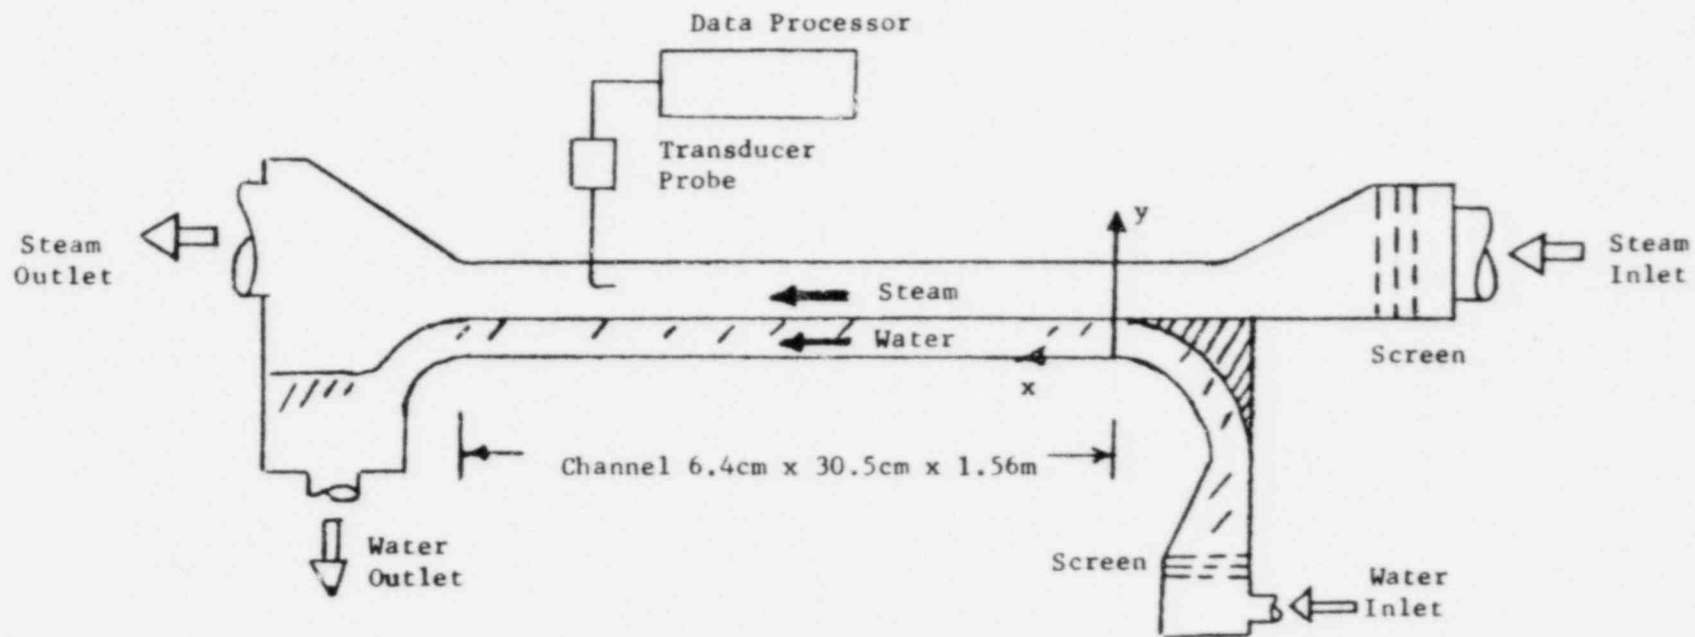 Data Processor
Transducer
Probe
y
Steam
Outlet
Steam
Steam
Inlet
Water
Screen
x
Channel 6.4cm x 30.5cm x 1.56m
Water
Outlet
Screen
Water
Inlet